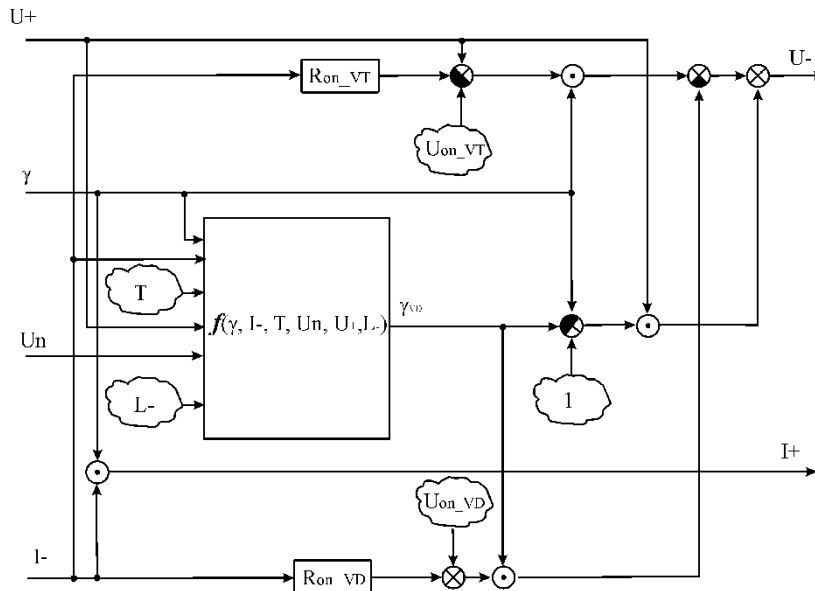 U+
U-
Ron_VT
Uon_VT
γ
T
f(γ, I-, T, Un, U+,L-)
γVD
Un
L-
1
I+
Uon_VD
I-
Ron_VD